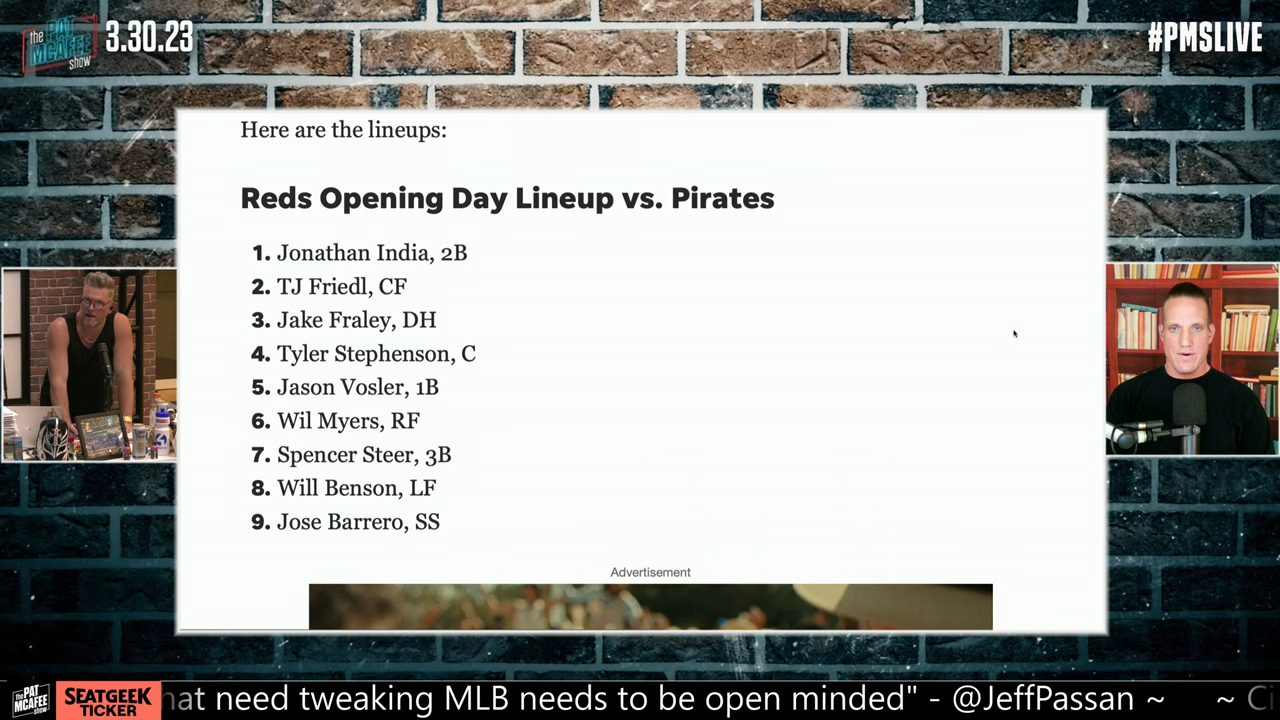 the PAT MCAFEE show
3.30.23
#PMSLIVE
Here are the lineups:
Reds Opening Day Lineup vs. Pirates
1. Jonathan India, 2B
2. TJ Friedl, CF
3. Jake Fraley, DH
4. Tyler Stephenson, C
5. Jason Vosler, 1B
6. Wil Myers, RF
7. Spencer Steer, 3B
8. Will Benson, LF
9. Jose Barrero, SS
Advertisement
the PAT MCAFEE show
SEATGEEK
TICKER
hat need tweaking MLB needs to be open minded" - @JeffPassan ~ ~ Ci